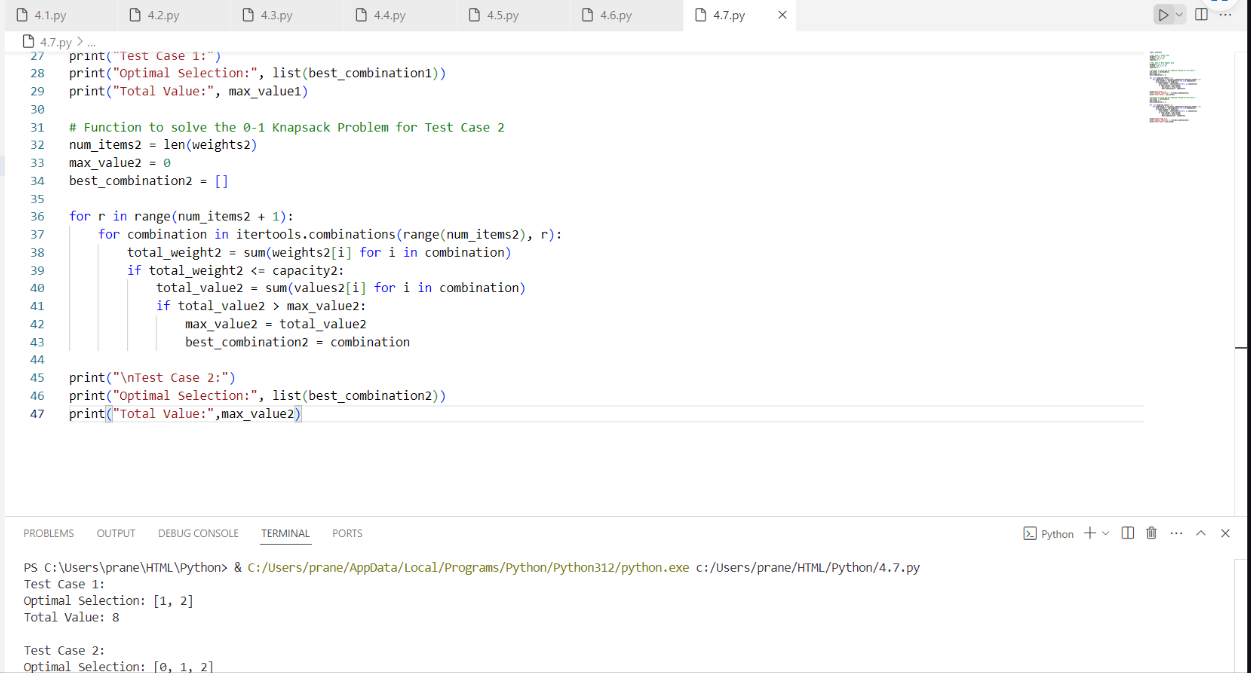 4.1.py 4.2.py 4.3.py 4.4.py 4.5.py 4.6.py 4.7.py
4.7.py > ...
27 print("Test Case 1:")
28 print("Optimal Selection:", list(best_combination1))
29 print("Total Value:", max_value1)
30
31 # Function to solve the 0-1 Knapsack Problem for Test Case 2
32 num_items2 = len(weights2)
33 max_value2 = 0
34 best_combination2 = []
35
36 for r in range(num_items2 + 1):
37     for combination in itertools.combinations(range(num_items2), r):
38         total_weight2 = sum(weights2[i] for i in combination)
39         if total_weight2 <= capacity2:
40             total_value2 = sum(values2[i] for i in combination)
41             if total_value2 > max_value2:
42                 max_value2 = total_value2
43                 best_combination2 = combination
44
45 print("\nTest Case 2:")
46 print("Optimal Selection:", list(best_combination2))
47 print("Total Value:",max_value2)
PROBLEMS OUTPUT DEBUG CONSOLE TERMINAL PORTS Python
PS C:\Users\prane\HTML\Python> & C:/Users/prane/AppData/Local/Programs/Python/Python312/python.exe c:/Users/prane/HTML/Python/4.7.py
Test Case 1:
Optimal Selection: [1, 2]
Total Value: 8
Test Case 2:
Optimal Selection: [0, 1, 2]